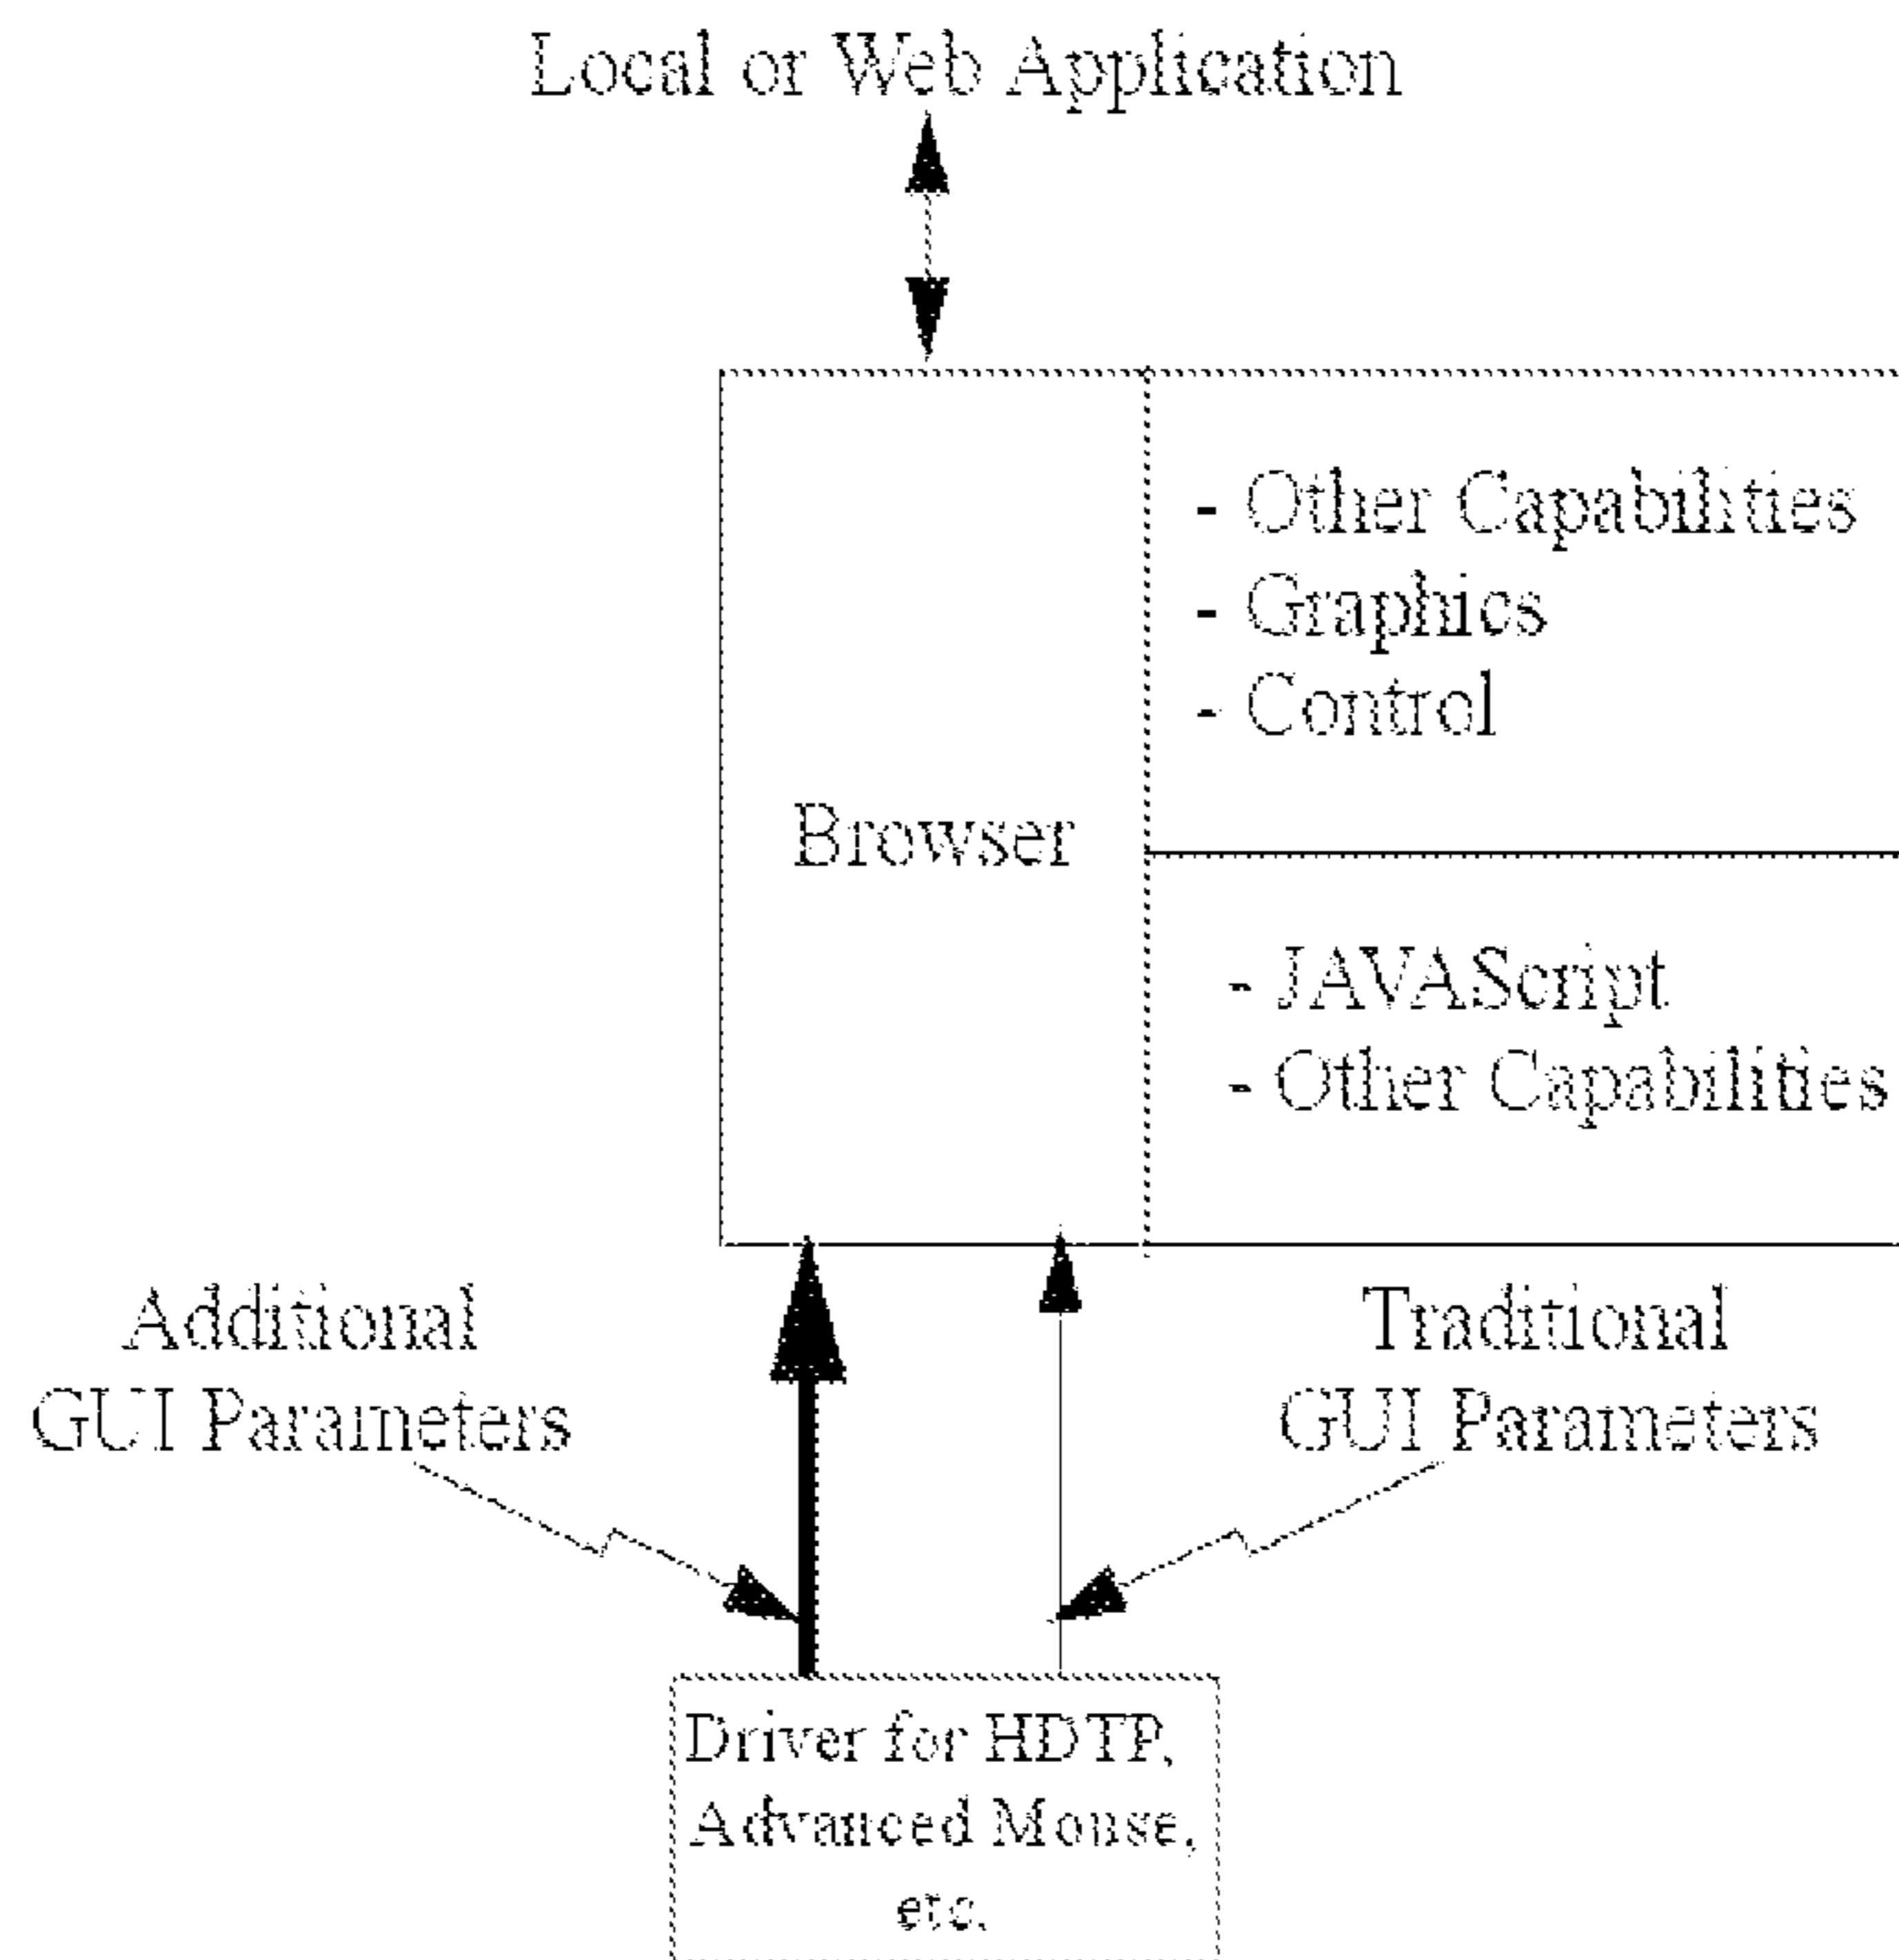 Local or Web Application
- Other Capabilities
- Graphics
- Control
Browser
- JAVAScript
- Other Capabilities
Additional
GUI Parameters
Traditional
GUI Parameters
Driver for HDTP,
Advanced Mouse,
etc.